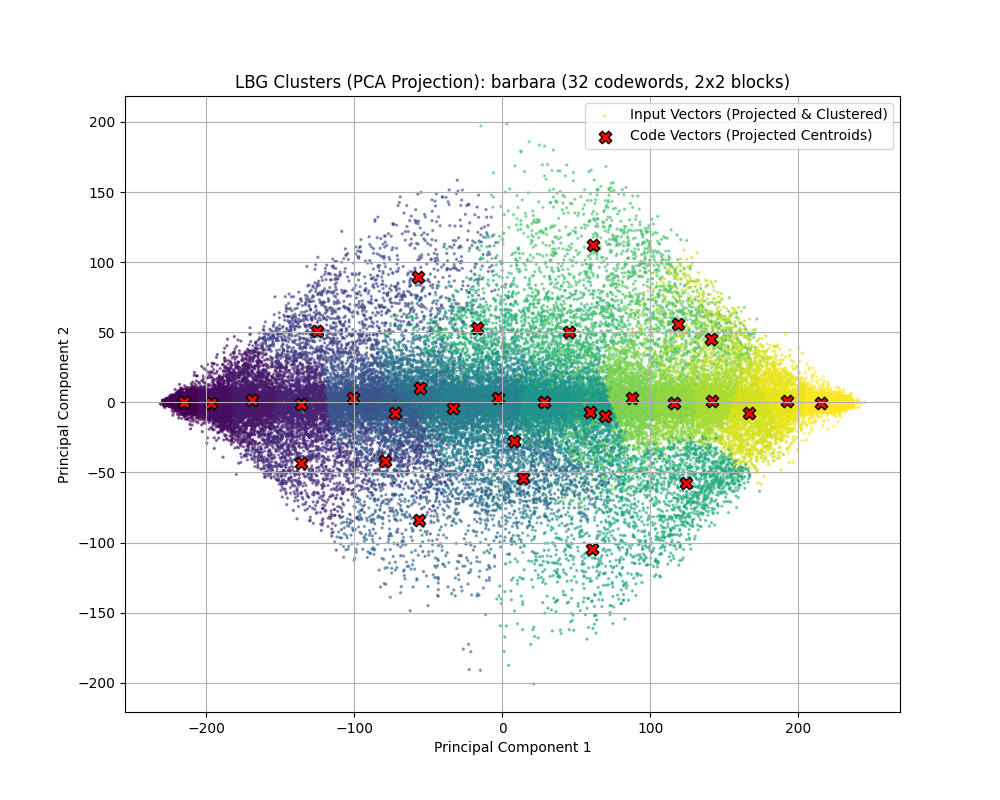 LBG Clusters (PCA Projection): barbara (32 codewords, 2x2 blocks)
Input Vectors (Projected & Clustered)
Code Vectors (Projected Centroids)
Principal Component 2
200
150
100
50
0
−50
−100
−150
−200
−200
−100
0
100
200
Principal Component 1